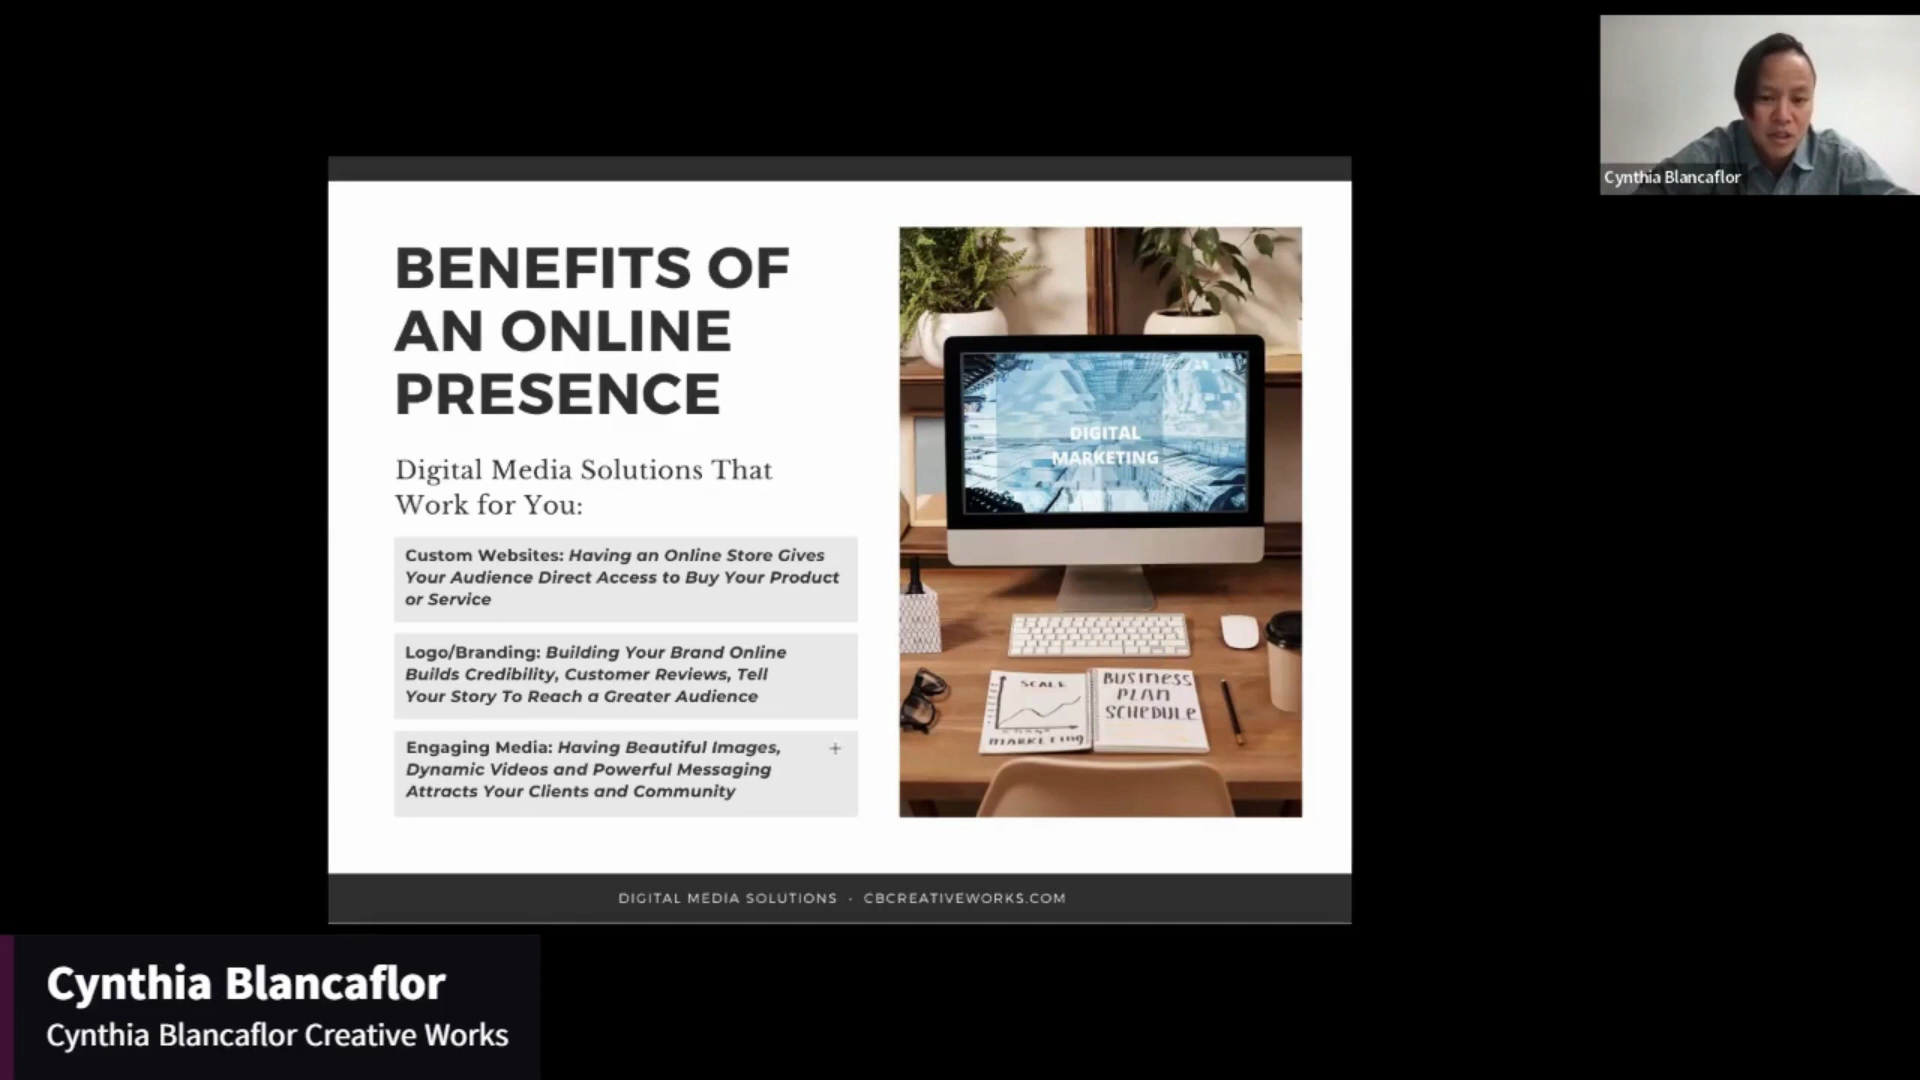 Cynthia Blancaflor
BENEFITS OF
AN ONLINE
PRESENCE
Digital Media Solutions That
Work for You:
Custom Websites: Having an Online Store Gives
Your Audience Direct Access to Buy Your Product
or Service
Logo/Branding: Building Your Brand Online
Builds Credibility, Customer Reviews, Tell
Your Story To Reach a Greater Audience
Engaging Media: Having Beautiful Images,
Dynamic Videos and Powerful Messaging
Attracts Your Clients and Community
DIGITAL
MARKETING
SCALE
MARKETING
BUSINESS
PLAN
SCHEDULE
DIGITAL MEDIA SOLUTIONS - CBCREATIVEWORKS.COM
Cynthia Blancaflor
Cynthia Blancaflor Creative Works